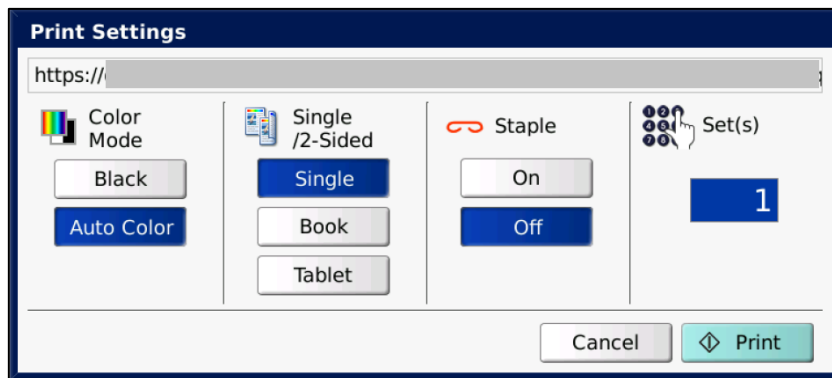 Print Settings
https://
Color
Mode
Black
Auto Color
Single
/2-Sided
Single
Book
Tablet
Staple
On
Off
Set(s)
1
Cancel
Print